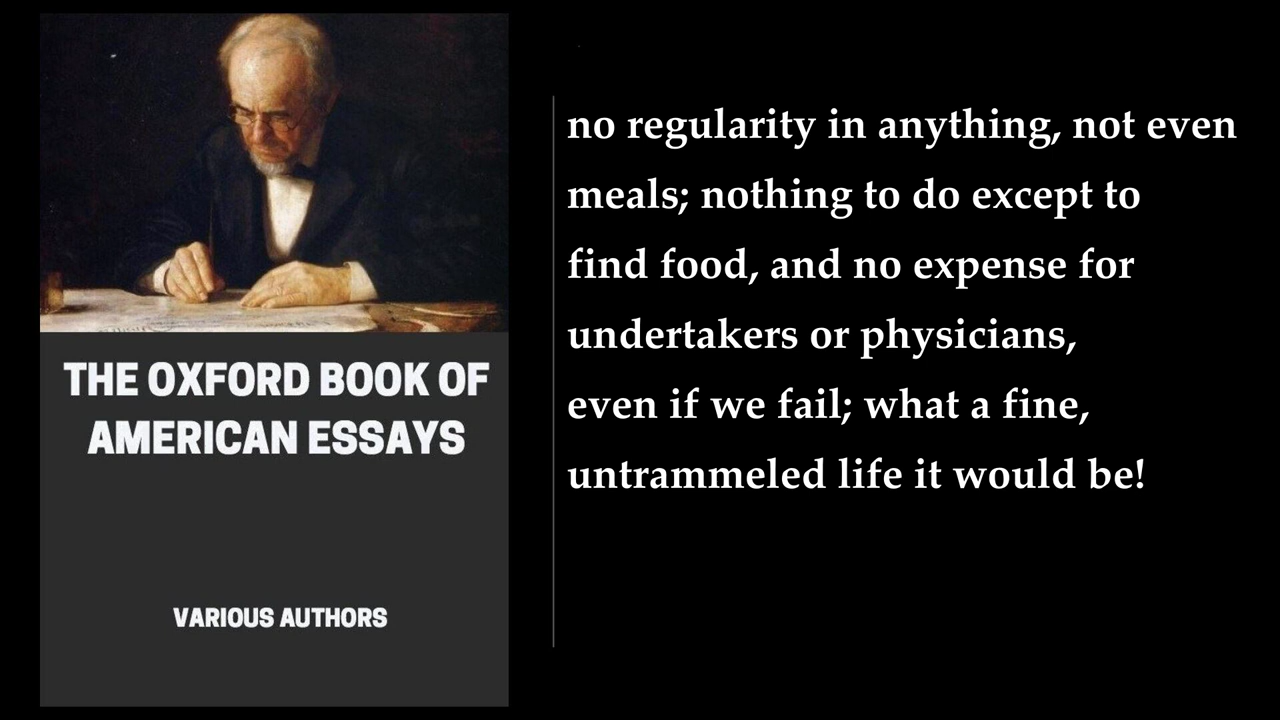 THE OXFORD BOOK OF
AMERICAN ESSAYS
VARIOUS AUTHORS
no regularity in anything, not even
meals; nothing to do except to
find food, and no expense for
undertakers or physicians,
even if we fail; what a fine,
untrammeled life it would be!